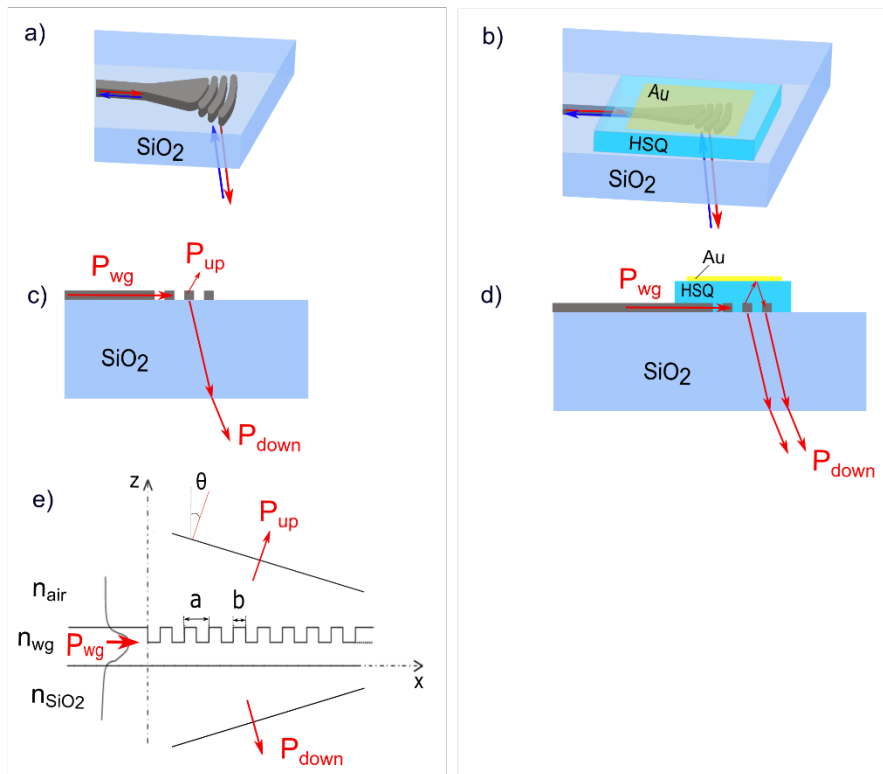 a)
SiO2
b)
Au
HSQ
SiO2
c)
Pwg
Pup
SiO2
Pdown
d)
Au
Pwg
HSQ
SiO2
Pdown
e)
z
θ
Pup
nair
a
b
nwg
Pwg
x
nSiO2
Pdown